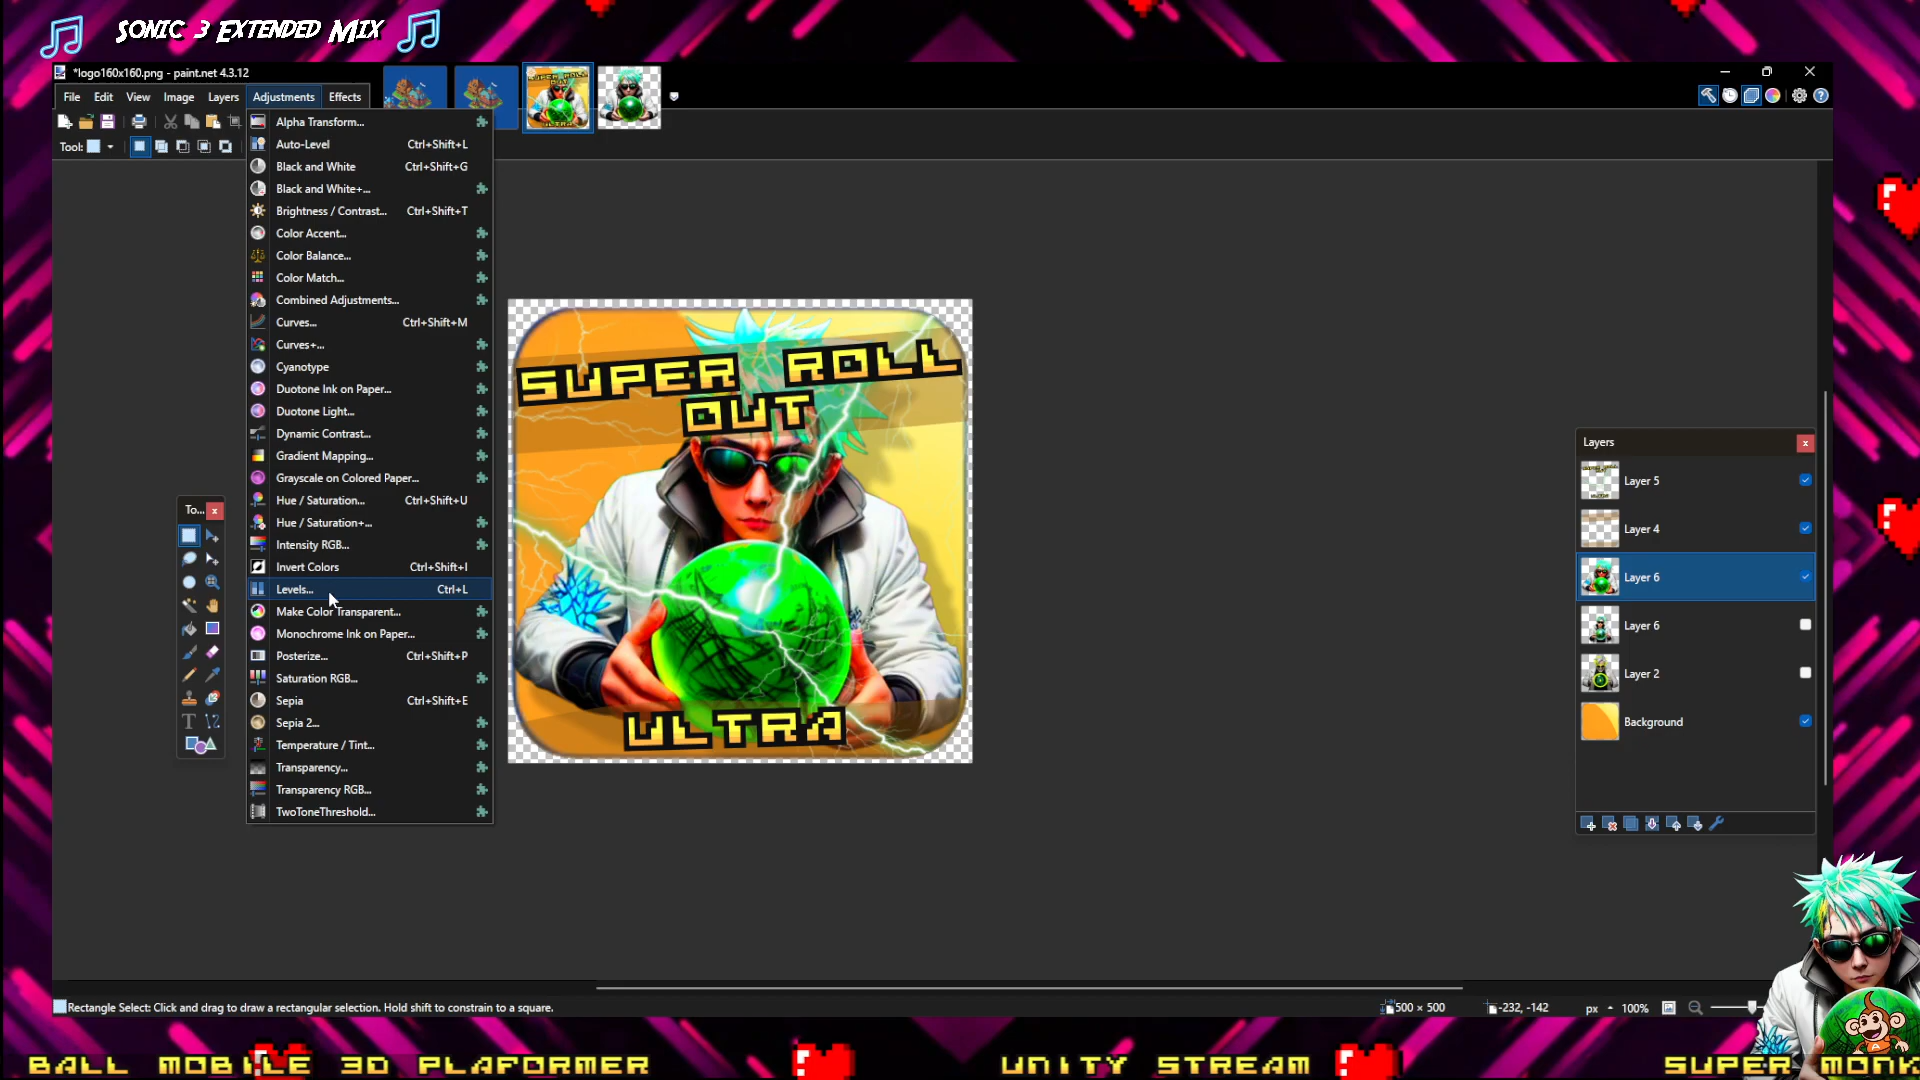 Sonic 3 Extended Mix
*logo160x160.png - paint.net 4.3.12
File Edit View Image Layers Adjustments Effects
Tool:
Alpha Transform...
Auto-Level Ctrl+Shift+L
Black and White Ctrl+Shift+G
Black and White+...
Brightness / Contrast... Ctrl+Shift+T
Color Accent...
Color Balance...
Color Match...
Combined Adjustments...
Curves... Ctrl+Shift+M
Curves+...
Cyanotype
Duotone Ink on Paper...
Duotone Light...
Dynamic Contrast...
Gradient Mapping...
Grayscale on Colored Paper...
Hue / Saturation... Ctrl+Shift+U
Hue / Saturation+...
Intensity RGB...
Invert Colors Ctrl+Shift+I
Levels... Ctrl+L
Make Color Transparent...
Monochrome Ink on Paper...
Posterize... Ctrl+Shift+P
Saturation RGB...
Sepia Ctrl+Shift+E
Sepia 2...
Temperature / Tint...
Transparency...
Transparency RGB...
TwoToneThreshold...
To...
SUPER ROLL
OUT
ULTRA
Layers
Layer 5
Layer 4
Layer 6
Layer 6
Layer 2
Background
Rectangle Select: Click and drag to draw a rectangular selection. Hold shift to constrain to a square.
500 × 500
-232, -142
px
100%
BALL MOBILE 3D PLAFORMER
UNITY STREAM
SUPER MONK